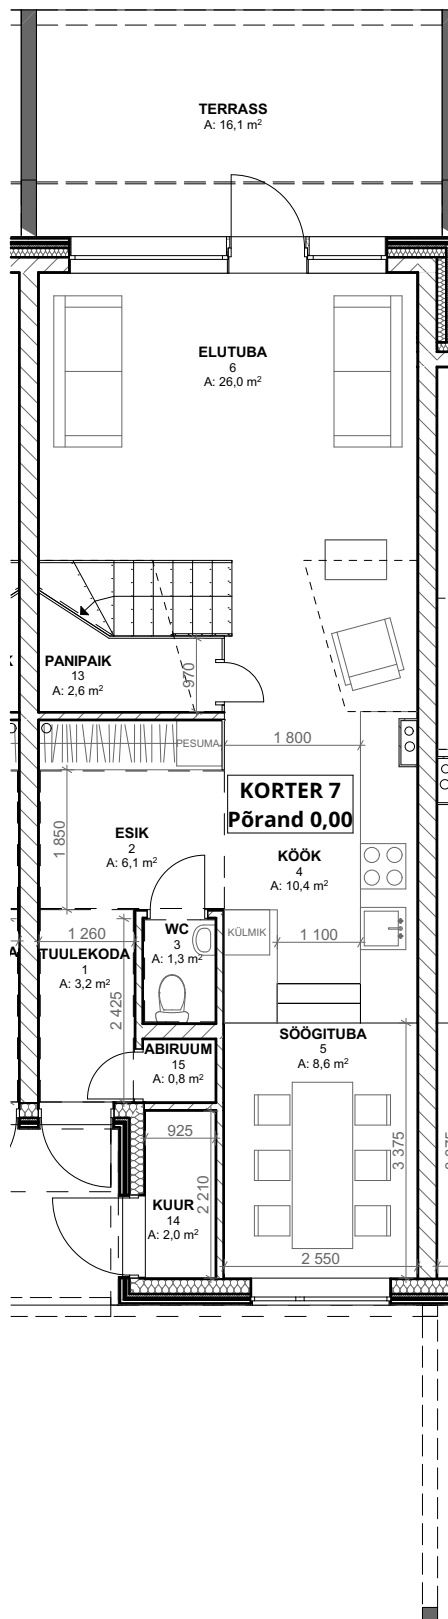 TERRASS
A: 16,1 m²
ELUTUBA
6
A: 26,0 m²
PANIPAIK
13
A: 2,6 m²
970
PESUMA
1 800
KORTER 7
Põrand 0,00
1 850
ESIK
2
A: 6,1 m²
KÖÖK
4
A: 10,4 m²
1 260
WC
3
A: 1,3 m²
KÜLMIK
1 100
TUULEKODA
1
A: 3,2 m²
2 425
SÖÖGITUBA
5
A: 8,6 m²
ABIRUUM
15
A: 0,8 m²
925
3 375
KUUR
14
A: 2,0 m²
2 210
2 550